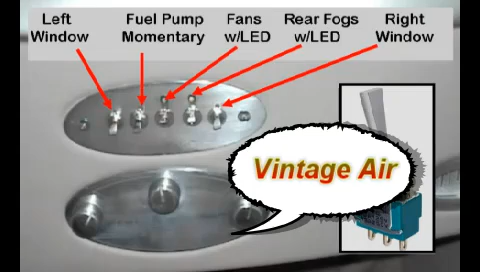 Left Window
Fuel Pump Momentary
Fans w/LED
Rear Fogs w/LED
Right Window
Vintage Air